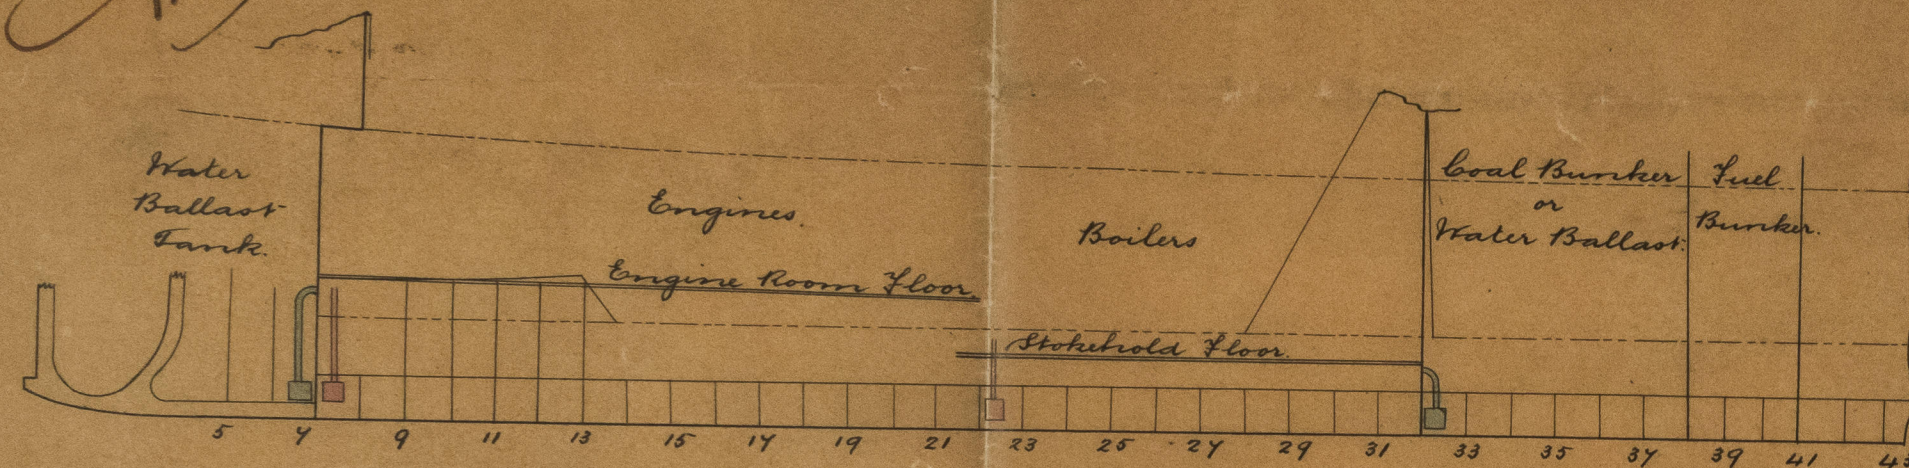 Water
Ballast
Tank.
Engines.
Engine Room Floor.
Boilers
Stokehold Floor.
Coal Bunker
or
Water Ballast.
Fuel
Bunker.
5 7 9 11 13 15 17 19 21 23 25 27 29 31 33 35 37 39 41